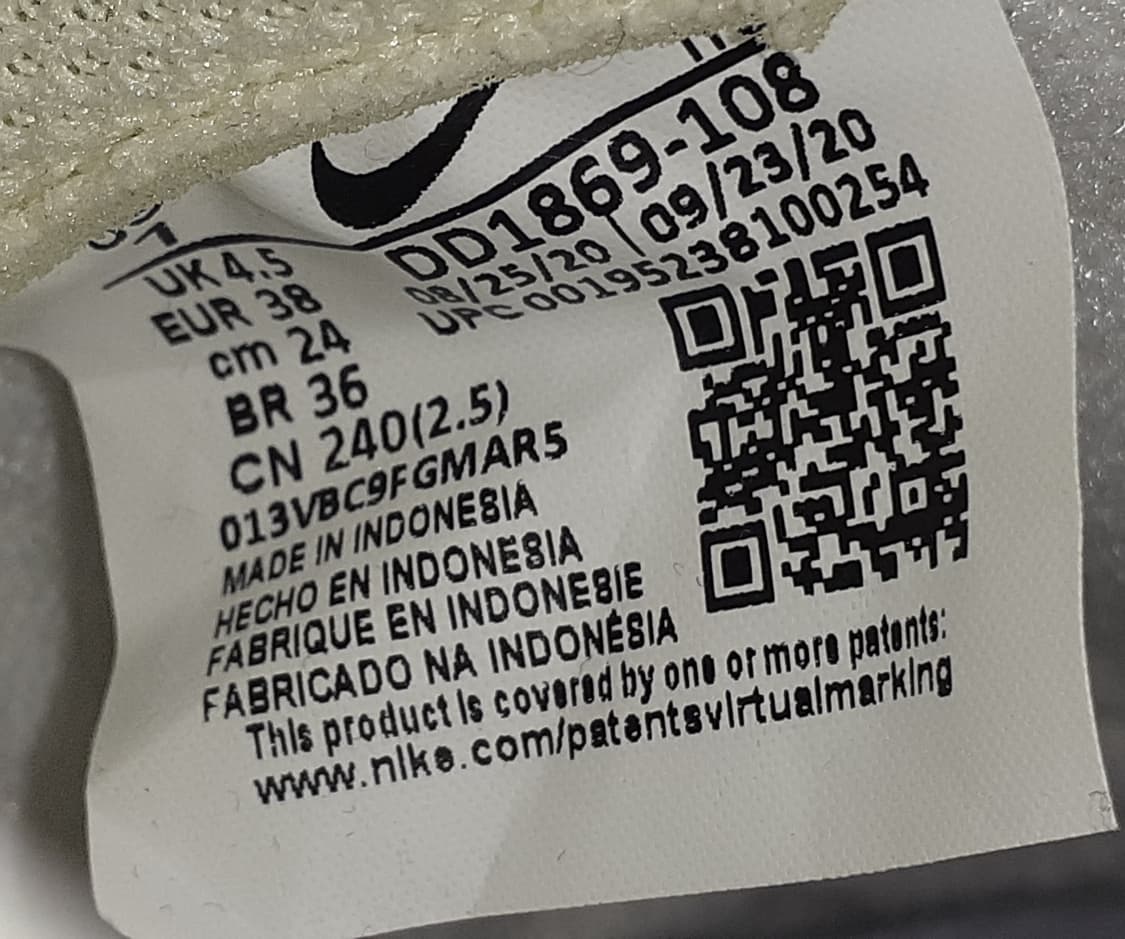 DD1869-108
08/25/20 | 09/23/20
UPC 00195238100254
UK 4.5
EUR 38
cm 24
BR 36
CN 240(2.5)
013VBC9FGMAR5
MADE IN INDONESIA
HECHO EN INDONESIA
FABRIQUE EN INDONESIE
FABRICADO NA INDONÉSIA
This product is covered by one or more patents:
www.nike.com/patentsvirtualmarking